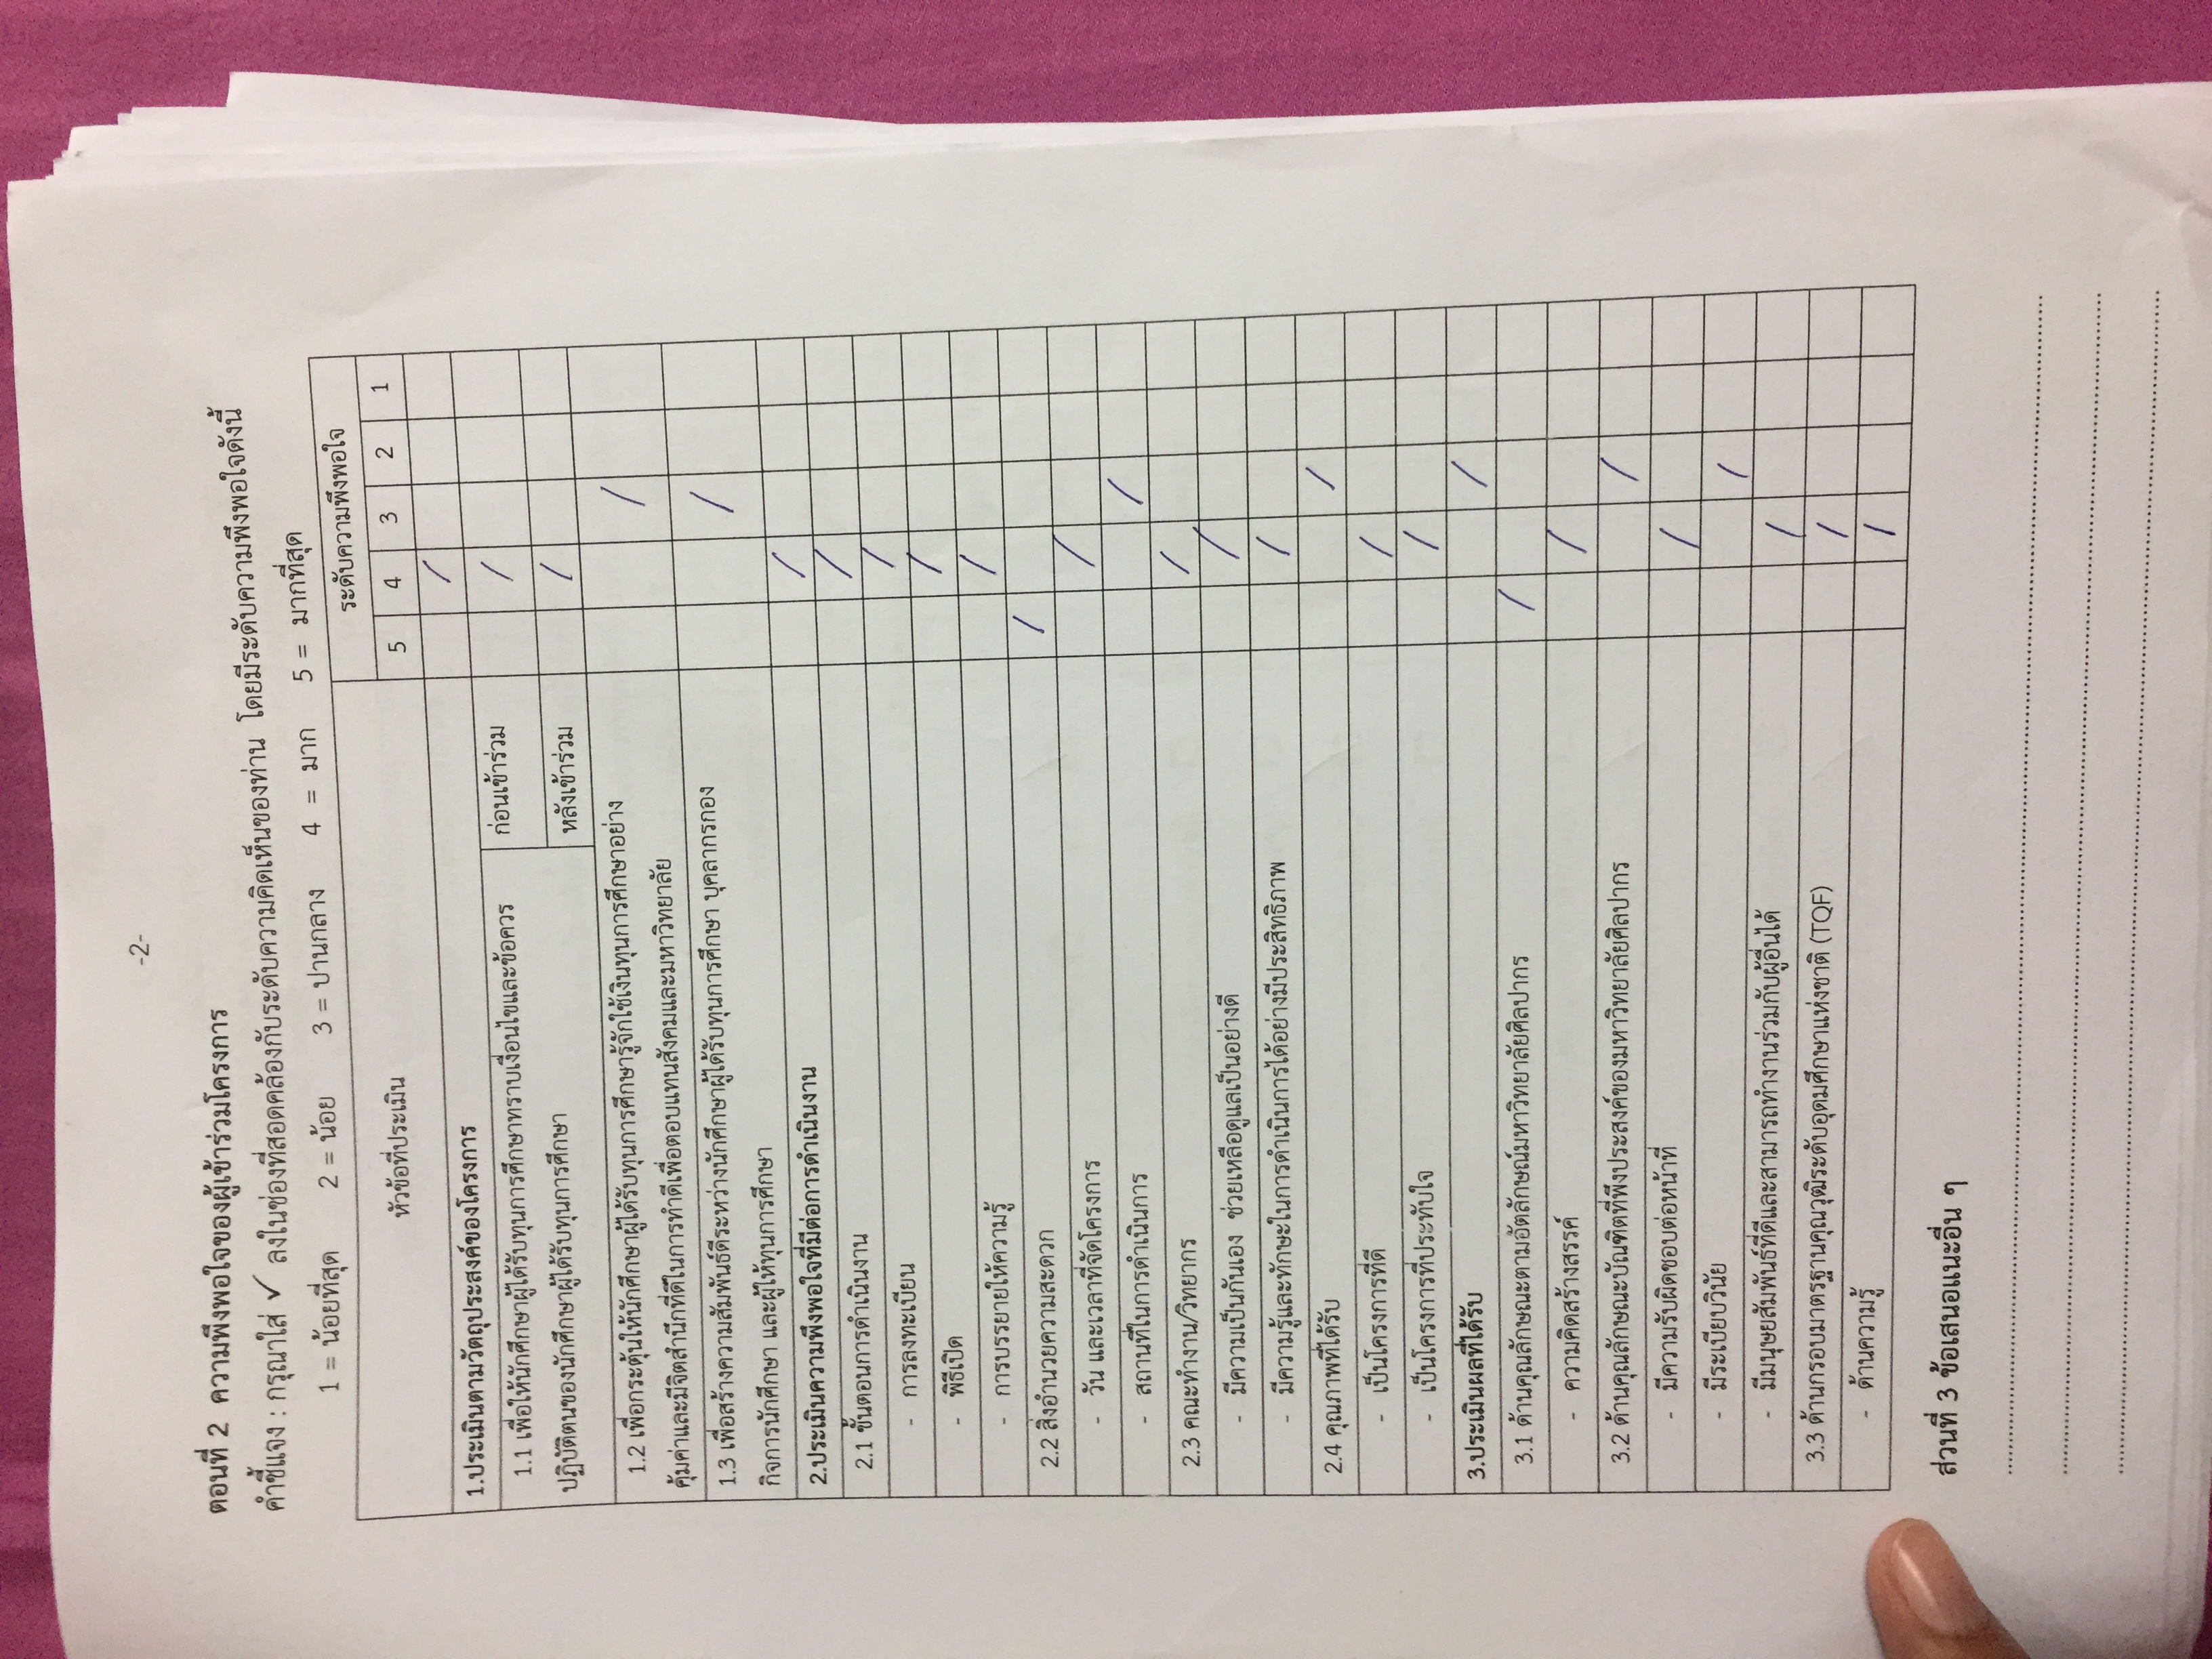 -2-
ตอนที่ 2 ความพึงพอใจของผู้เข้าร่วมโครงการ
คำชี้แจง : กรุณาใส่ ✓ ลงในช่องที่สอดคล้องกับระดับความคิดเห็นของท่าน โดยมีระดับความพึงพอใจดังนี้
1 = น้อยที่สุด 2 = น้อย 3 = ปานกลาง 4 = มาก 5 = มากที่สุด
หัวข้อที่ประเมิน ระดับความพึงพอใจ
5 4 3 2 1
1.ประเมินตามวัตถุประสงค์ของโครงการ /
1.1 เพื่อให้นักศึกษาผู้ได้รับทุนการศึกษาทราบเงื่อนไขและข้อควร ก่อนเข้าร่วม /
ปฏิบัติตนของนักศึกษาผู้ได้รับทุนการศึกษา หลังเข้าร่วม /
1.2 เพื่อกระตุ้นให้นักศึกษาผู้ได้รับทุนการศึกษารู้จักใช้เงินทุนการศึกษาอย่าง /
คุ้มค่าและมีจิตสำนึกที่ดีในการทำดีเพื่อตอบแทนสังคมและมหาวิทยาลัย
1.3 เพื่อสร้างความสัมพันธ์ดีระหว่างนักศึกษาผู้ได้รับทุนการศึกษา บุคลากรกอง /
กิจการนักศึกษา และผู้ให้ทุนการศึกษา
2.ประเมินความพึงพอใจที่มีต่อการดำเนินงาน /
2.1 ขั้นตอนการดำเนินงาน /
- การลงทะเบียน /
- พิธีเปิด /
- การบรรยายให้ความรู้ /
2.2 สิ่งอำนวยความสะดวก /
- วัน และเวลาที่จัดโครงการ /
- สถานที่ในการดำเนินการ /
2.3 คณะทำงาน/วิทยากร /
- มีความเป็นกันเอง ช่วยเหลือดูแลเป็นอย่างดี /
- มีความรู้และทักษะในการดำเนินการได้อย่างมีประสิทธิภาพ /
2.4 คุณภาพที่ได้รับ /
- เป็นโครงการที่ดี /
- เป็นโครงการที่ประทับใจ /
3.ประเมินผลที่ได้รับ /
3.1 ด้านคุณลักษณะตามอัตลักษณ์มหาวิทยาลัยศิลปากร /
- ความคิดสร้างสรรค์ /
3.2 ด้านคุณลักษณะบัณฑิตที่พึงประสงค์ของมหาวิทยาลัยศิลปากร /
- มีความรับผิดชอบต่อหน้าที่ /
- มีระเบียบวินัย /
- มีมนุษยสัมพันธ์ที่ดีและสามารถทำงานร่วมกับผู้อื่นได้ /
3.3 ด้านกรอบมาตรฐานคุณวุฒิระดับอุดมศึกษาแห่งชาติ (TQF) /
- ด้านความรู้ /
ส่วนที่ 3 ข้อเสนอแนะอื่น ๆ